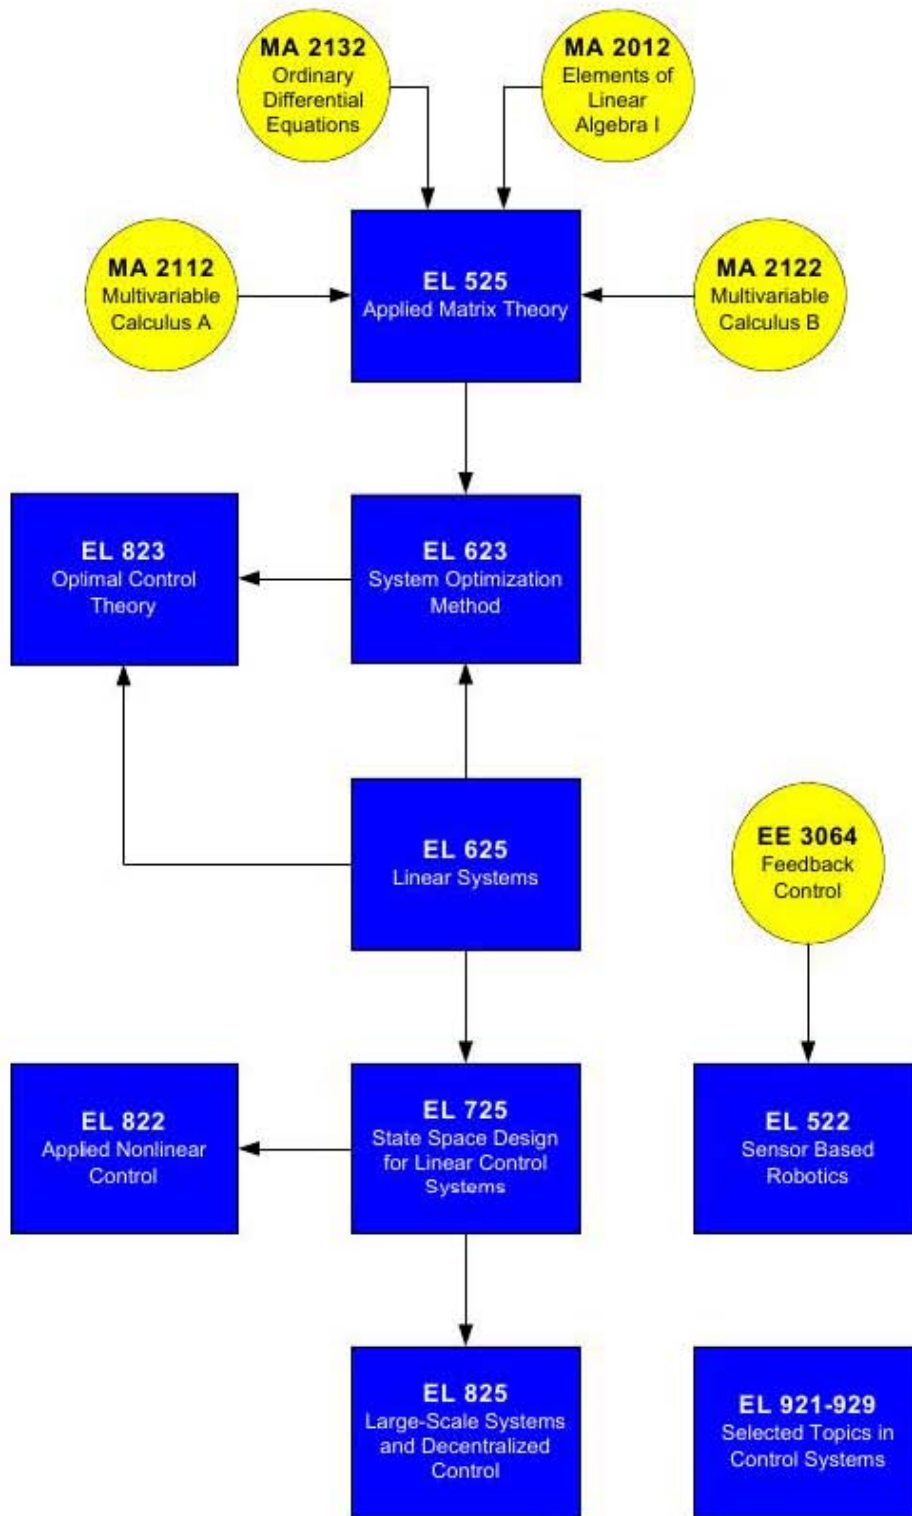 MA 2132
Ordinary
Differential
Equations
MA 2012
Elements of
Linear
Algebra I
MA 2112
Multivariable
Calculus A
EL 525
Applied Matrix Theory
MA 2122
Multivariable
Calculus B
EL 823
Optimal Control
Theory
EL 623
System Optimization
Method
EL 625
Linear Systems
EE 3064
Feedback
Control
EL 822
Applied Nonlinear
Control
EL 725
State Space Design
for Linear Control
Systems
EL 522
Sensor Based
Robotics
EL 825
Large-Scale Systems
and Decentralized
Control
EL 921-929
Selected Topics in
Control Systems